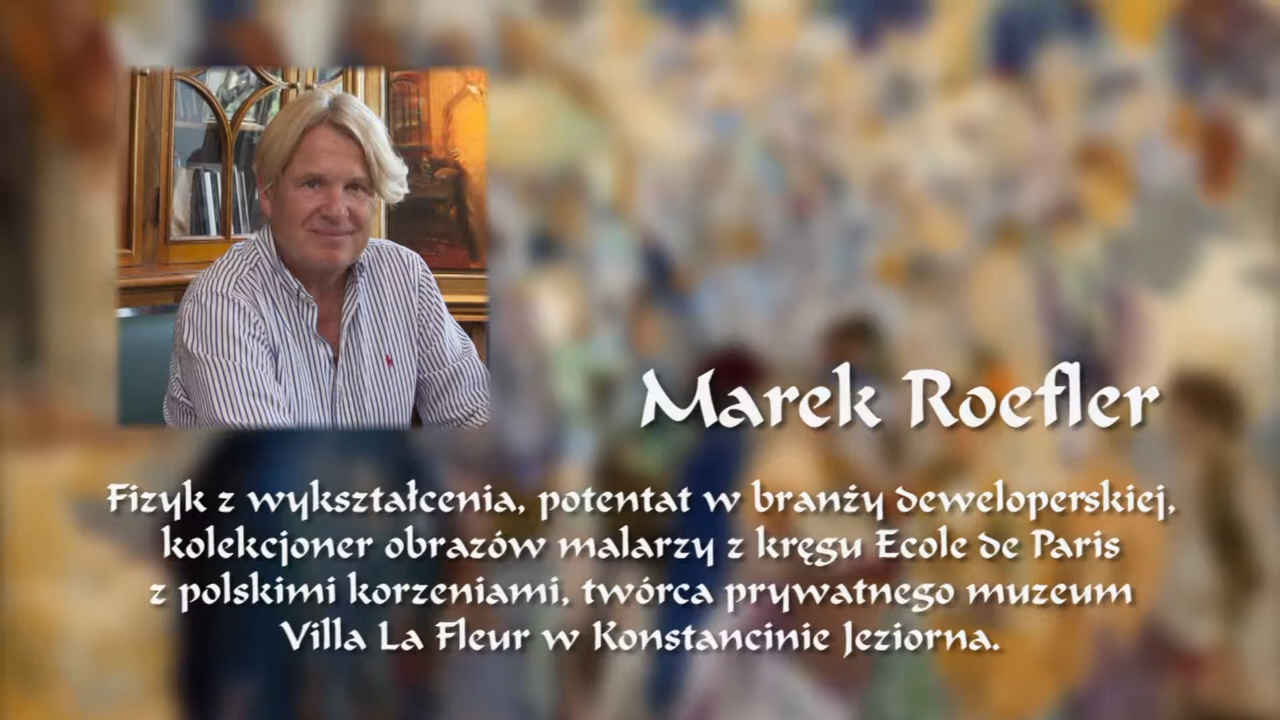 Marek Roefler
Fizyk z wykształcenia, potentat w branży deweloperskiej,
kolekcjoner obrazów malarzy z kręgu Ecole de Paris
z polskimi korzeniami, twórca prywatnego muzeum
Villa La Fleur w Konstancinie Jeziorna.